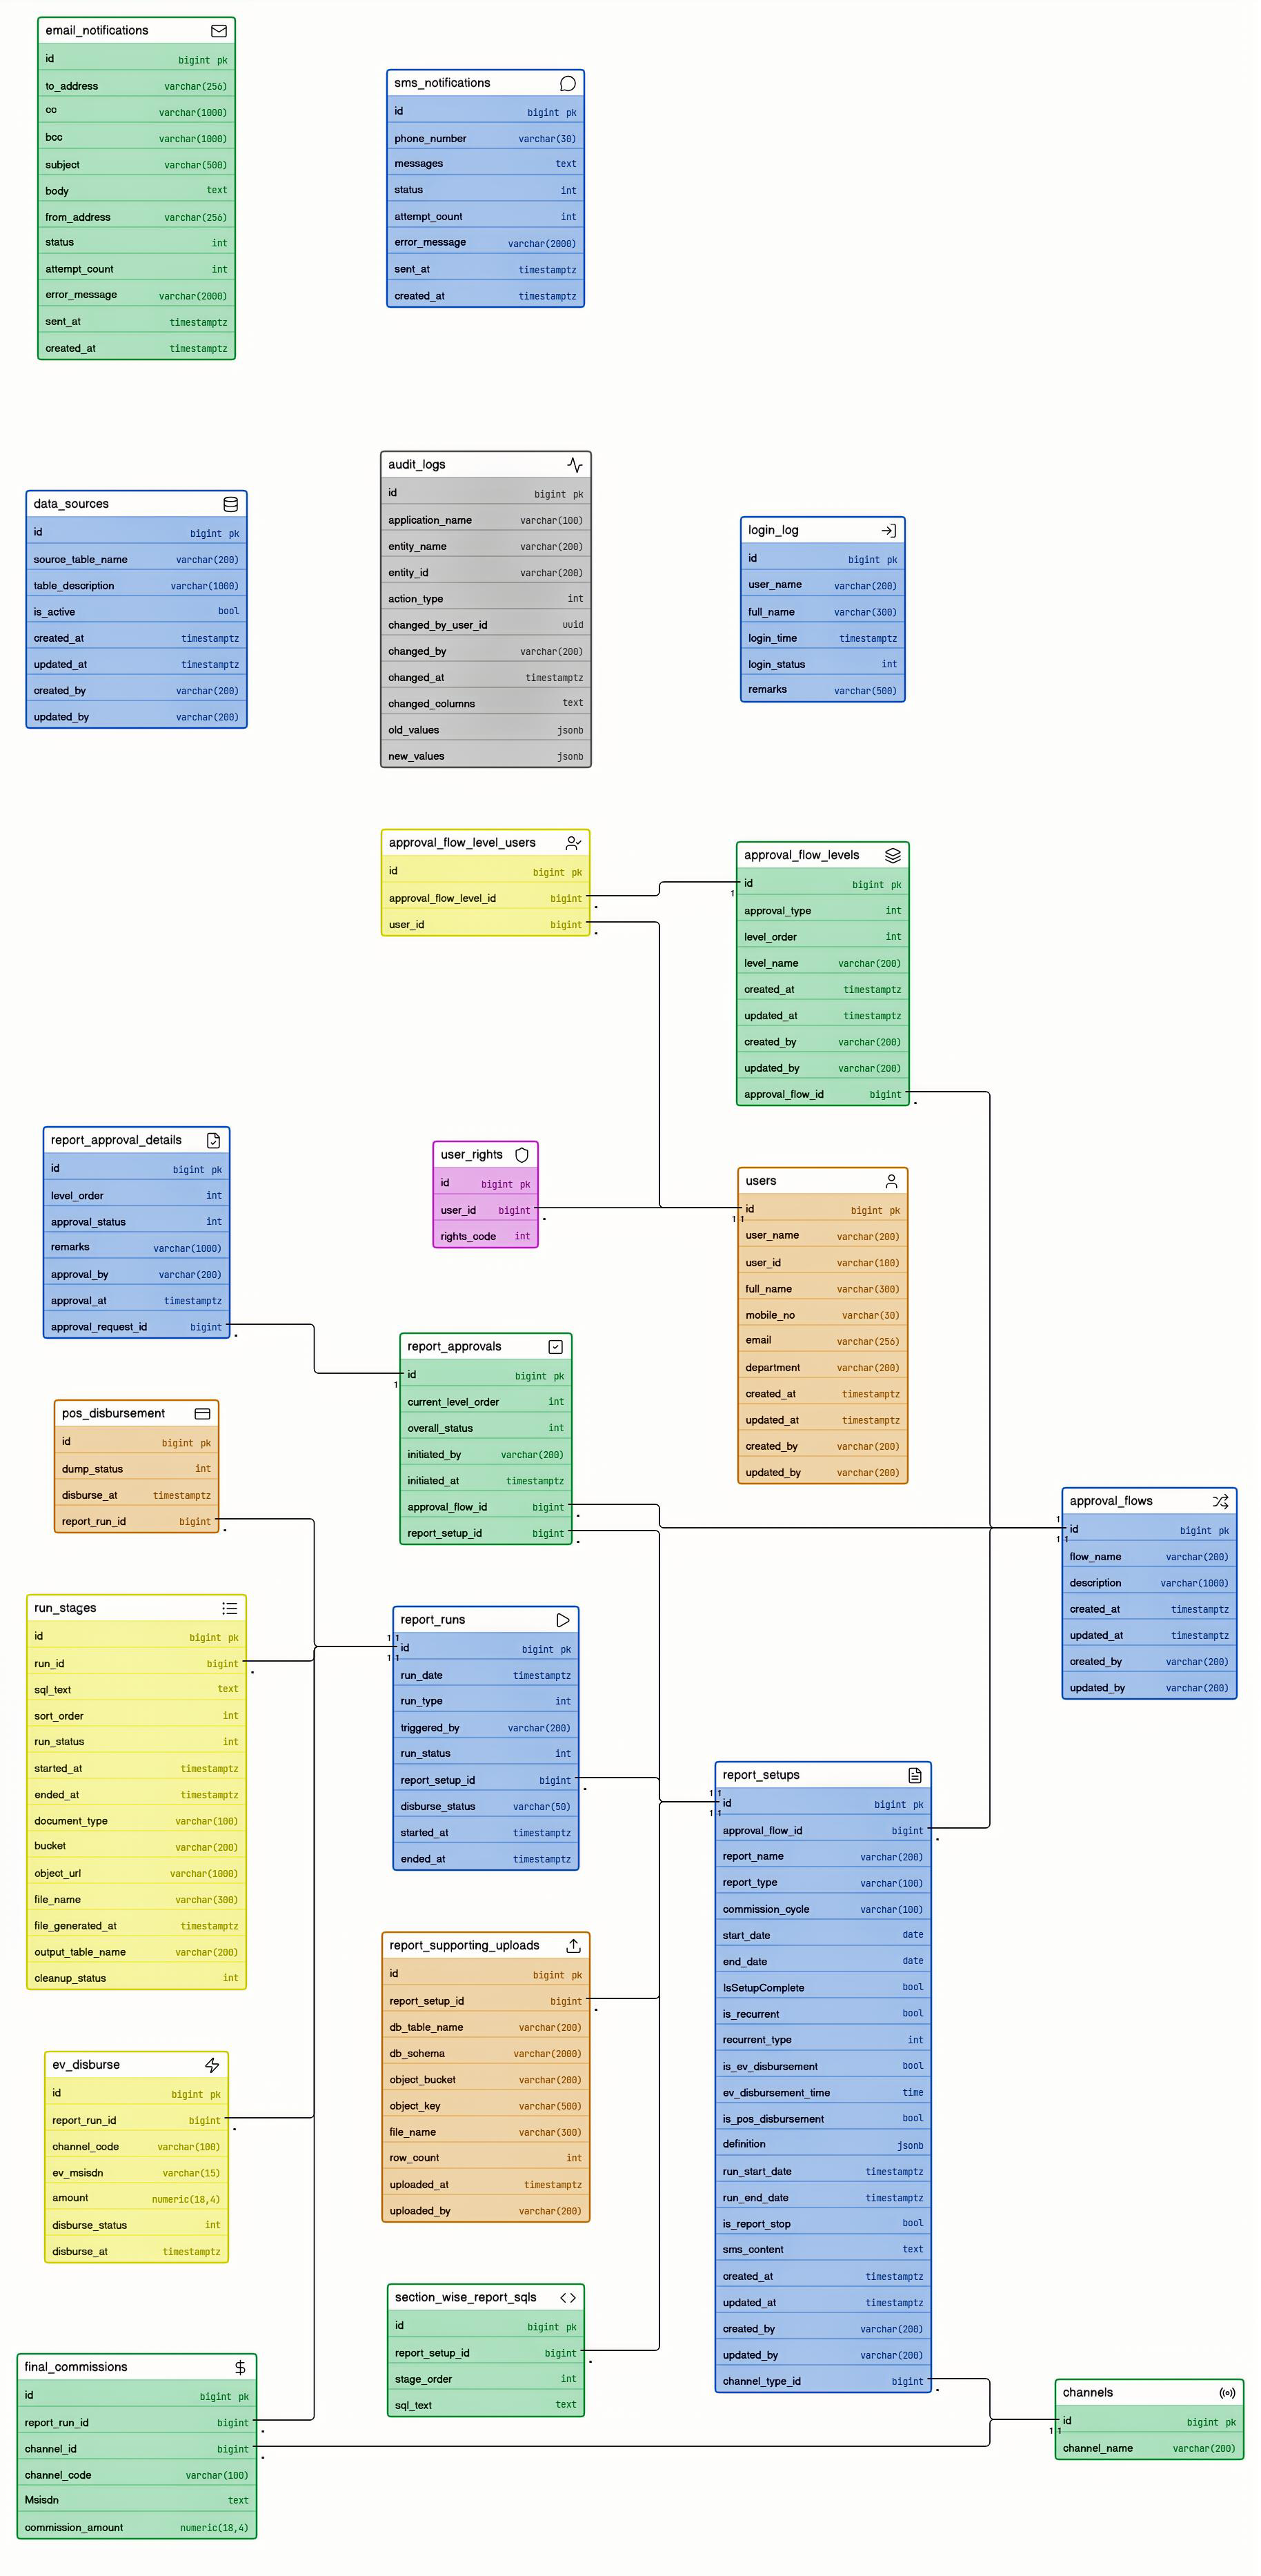 email_notifications
id bigint pk
to_address varchar(256)
cc varchar(1000)
bcc varchar(1000)
subject varchar(500)
body text
from_address varchar(256)
status int
attempt_count int
error_message varchar(2000)
sent_at timestamptz
created_at timestamptz
sms_notifications
id bigint pk
phone_number varchar(30)
messages text
status int
attempt_count int
error_message varchar(2000)
sent_at timestamptz
created_at timestamptz
data_sources
id bigint pk
source_table_name varchar(200)
table_description varchar(1000)
is_active bool
created_at timestamptz
updated_at timestamptz
created_by varchar(200)
updated_by varchar(200)
audit_logs
id bigint pk
application_name varchar(100)
entity_name varchar(200)
entity_id varchar(200)
action_type int
changed_by_user_id uuid
changed_by varchar(200)
changed_at timestamptz
changed_columns text
old_values jsonb
new_values jsonb
login_log
id bigint pk
user_name varchar(200)
full_name varchar(300)
login_time timestamptz
login_status int
remarks varchar(500)
approval_flow_level_users
id bigint pk
approval_flow_level_id bigint
user_id bigint
approval_flow_levels
id bigint pk
1
approval_type int
level_order int
level_name varchar(200)
created_at timestamptz
updated_at timestamptz
created_by varchar(200)
updated_by varchar(200)
approval_flow_id bigint
report_approval_details
id bigint pk
level_order int
approval_status int
remarks varchar(1000)
approval_by varchar(200)
approval_at timestamptz
approval_request_id bigint
user_rights
id bigint pk
user_id bigint
rights_code int
users
id bigint pk
1 1
user_name varchar(200)
user_id varchar(100)
full_name varchar(300)
mobile_no varchar(30)
email varchar(256)
department varchar(200)
created_at timestamptz
updated_at timestamptz
created_by varchar(200)
updated_by varchar(200)
report_approvals
id bigint pk
1
current_level_order int
overall_status int
initiated_by varchar(200)
initiated_at timestamptz
approval_flow_id bigint
report_setup_id bigint
pos_disbursement
id bigint pk
dump_status int
disburse_at timestamptz
report_run_id bigint
approval_flows
1
id bigint pk
1 1
flow_name varchar(200)
description varchar(1000)
created_at timestamptz
updated_at timestamptz
created_by varchar(200)
updated_by varchar(200)
run_stages
id bigint pk
run_id bigint
sql_text text
sort_order int
run_status int
started_at timestamptz
ended_at timestamptz
document_type varchar(100)
bucket varchar(200)
object_url varchar(1000)
file_name varchar(300)
file_generated_at timestamptz
output_table_name varchar(200)
cleanup_status int
report_runs
1 1
id bigint pk
1 1
run_date timestamptz
run_type int
triggered_by varchar(200)
run_status int
report_setup_id bigint
disburse_status varchar(50)
started_at timestamptz
ended_at timestamptz
report_setups
1 1
id bigint pk
1 1
approval_flow_id bigint
report_name varchar(200)
report_type varchar(100)
commission_cycle varchar(100)
start_date date
end_date date
IsSetupComplete bool
is_recurrent bool
recurrent_type int
is_ev_disbursement bool
ev_disbursement_time time
is_pos_disbursement bool
definition jsonb
run_start_date timestamptz
run_end_date timestamptz
is_report_stop bool
sms_content text
created_at timestamptz
updated_at timestamptz
created_by varchar(200)
updated_by varchar(200)
channel_type_id bigint
report_supporting_uploads
id bigint pk
report_setup_id bigint
db_table_name varchar(200)
db_schema varchar(2000)
object_bucket varchar(200)
object_key varchar(500)
file_name varchar(300)
row_count int
uploaded_at timestamptz
uploaded_by varchar(200)
ev_disburse
id bigint pk
report_run_id bigint
channel_code varchar(100)
ev_msisdn varchar(15)
amount numeric(18,4)
disburse_status int
disburse_at timestamptz
section_wise_report_sqls
id bigint pk
report_setup_id bigint
stage_order int
sql_text text
final_commissions
id bigint pk
report_run_id bigint
channel_id bigint
channel_code varchar(100)
Msisdn text
commission_amount numeric(18,4)
channels
id bigint pk
1 1
channel_name varchar(200)